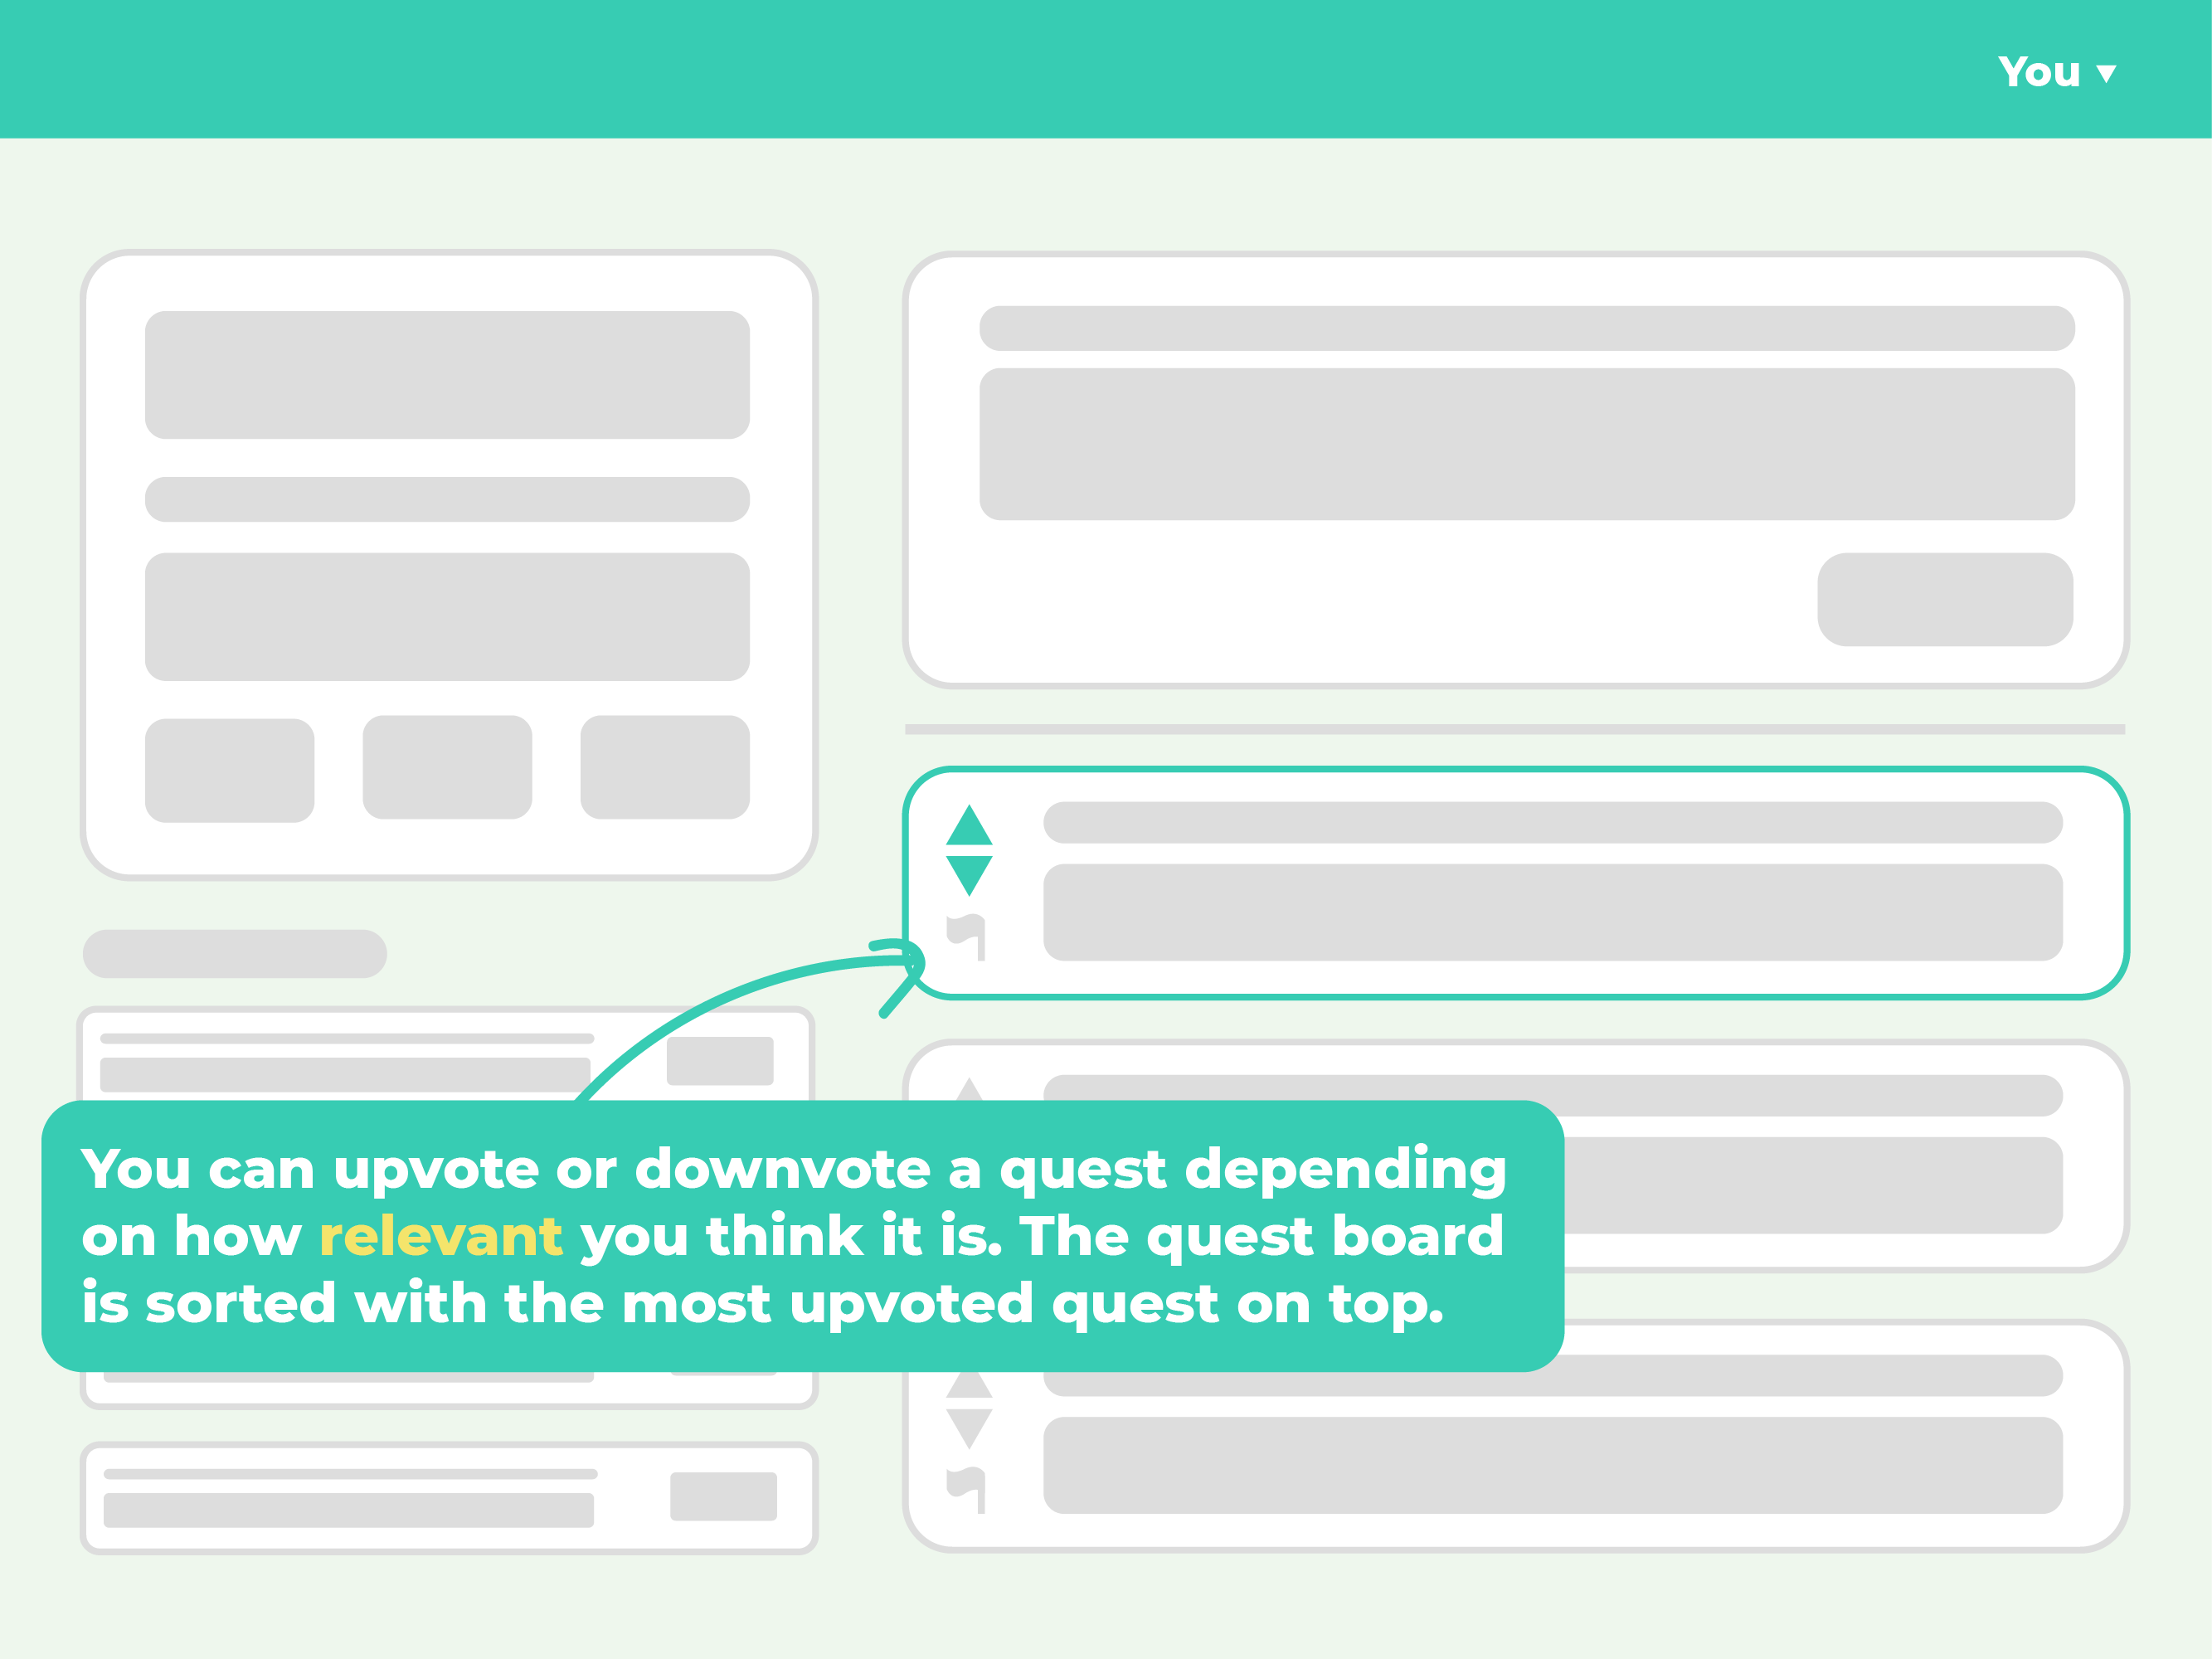 You ▼
You can upvote or downvote a quest depending
on how relevant you think it is. The quest board
is sorted with the most upvoted quest on top.